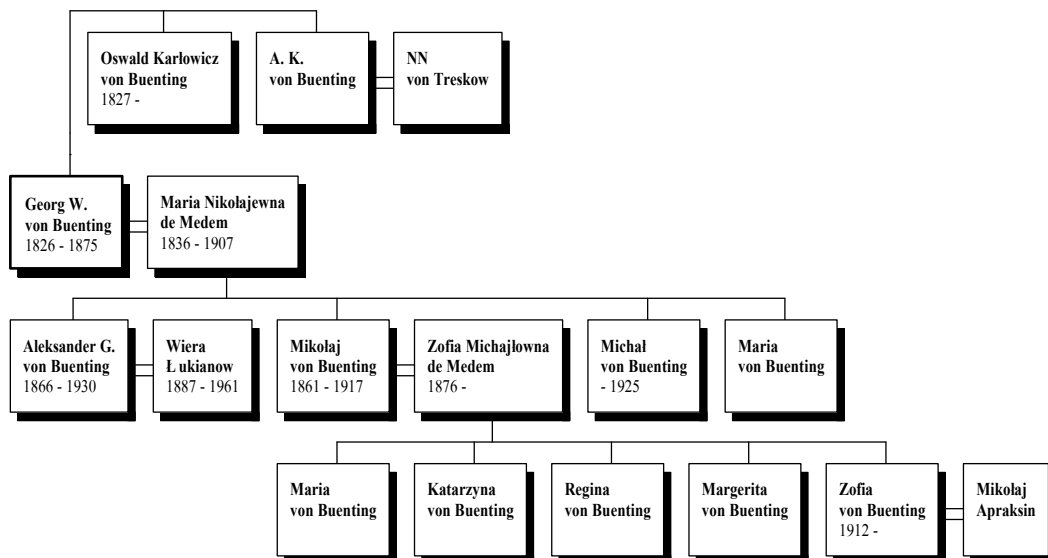 Oswald Karłowicz
von Buenting
1827 -
A. K.
von Buenting
NN
von Treskow
Georg W.
von Buenting
1826 - 1875
Maria Nikołajewna
de Medem
1836 - 1907
Aleksander G.
von Buenting
1866 - 1930
Wiera
Łukianow
1887 - 1961
Mikołaj
von Buenting
1861 - 1917
Zofia Michajłowna
de Medem
1876 -
Michał
von Buenting
- 1925
Maria
von Buenting
Maria
von Buenting
Katarzyna
von Buenting
Regina
von Buenting
Margerita
von Buenting
Zofia
von Buenting
1912 -
Mikołaj
Apraksin